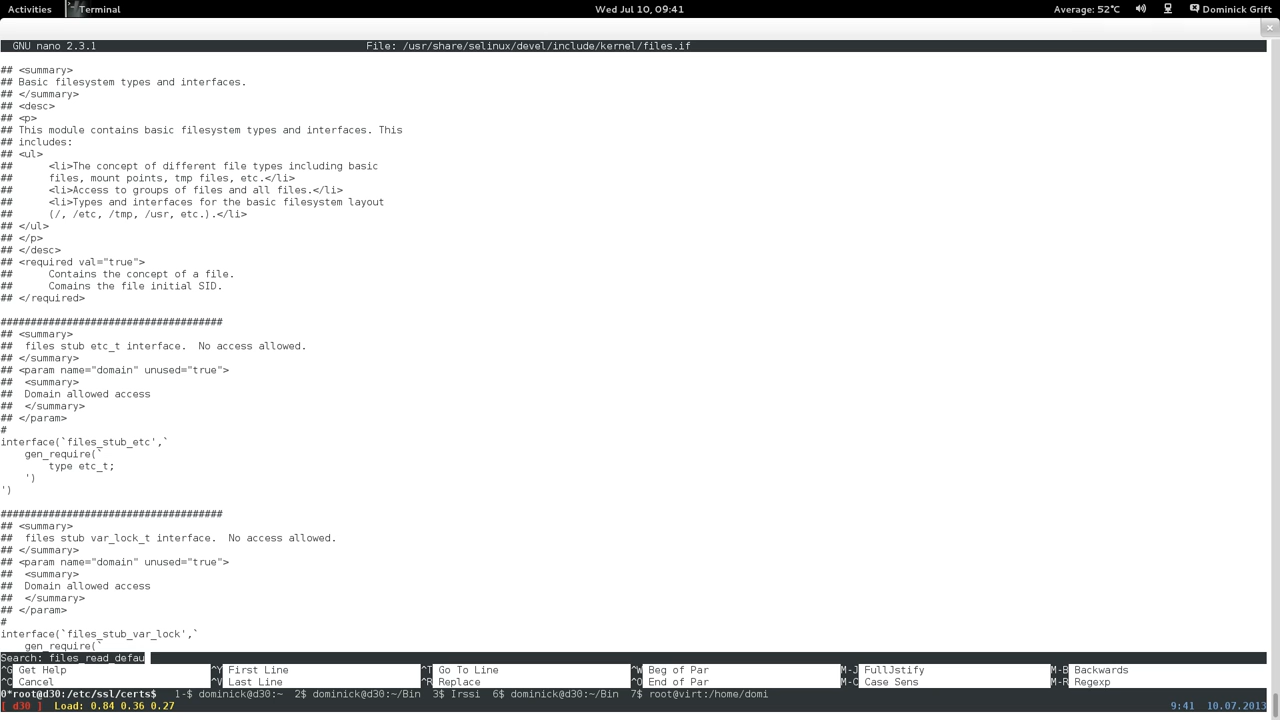 Activities Terminal Wed Jul 10, 09:41 Average: 52°C Dominick Grift
GNU nano 2.3.1 File: /usr/share/selinux/devel/include/kernel/files.if
## <summary>
## Basic filesystem types and interfaces.
## </summary>
## <desc>
## <p>
## This module contains basic filesystem types and interfaces. This
## includes:
## <ul>
## <li>The concept of different file types including basic
## files, mount points, tmp files, etc.</li>
## <li>Access to groups of files and all files.</li>
## <li>Types and interfaces for the basic filesystem layout
## (/, /etc, /tmp, /usr, etc.).</li>
## </ul>
## </p>
## </desc>
## <required val="true">
## Contains the concept of a file.
## Comains the file initial SID.
## </required>
#####################################
## <summary>
## files stub etc_t interface. No access allowed.
## </summary>
## <param name="domain" unused="true">
## <summary>
## Domain allowed access
## </summary>
## </param>
#
interface(`files_stub_etc',`
gen_require(`
type etc_t;
')
')
#####################################
## <summary>
## files stub var_lock_t interface. No access allowed.
## </summary>
## <param name="domain" unused="true">
## <summary>
## Domain allowed access
## </summary>
## </param>
#
interface(`files_stub_var_lock',`
gen_require(`
Search: files_read_defau
^G Get Help ^Y First Line ^T Go To Line ^W Beg of Par M-J FullJstify M-B Backwards
^C Cancel ^V Last Line ^R Replace ^O End of Par M-C Case Sens M-R Regexp
0*root@d30:/etc/ssl/certs$ 1-$ dominick@d30:~ 2$ dominick@d30:~/Bin 3$ Irssi 6$ dominick@d30:~/Bin 7$ root@virt:/home/domi
[ d30 ] Load: 0.84 0.36 0.27 9:41 10.07.2013